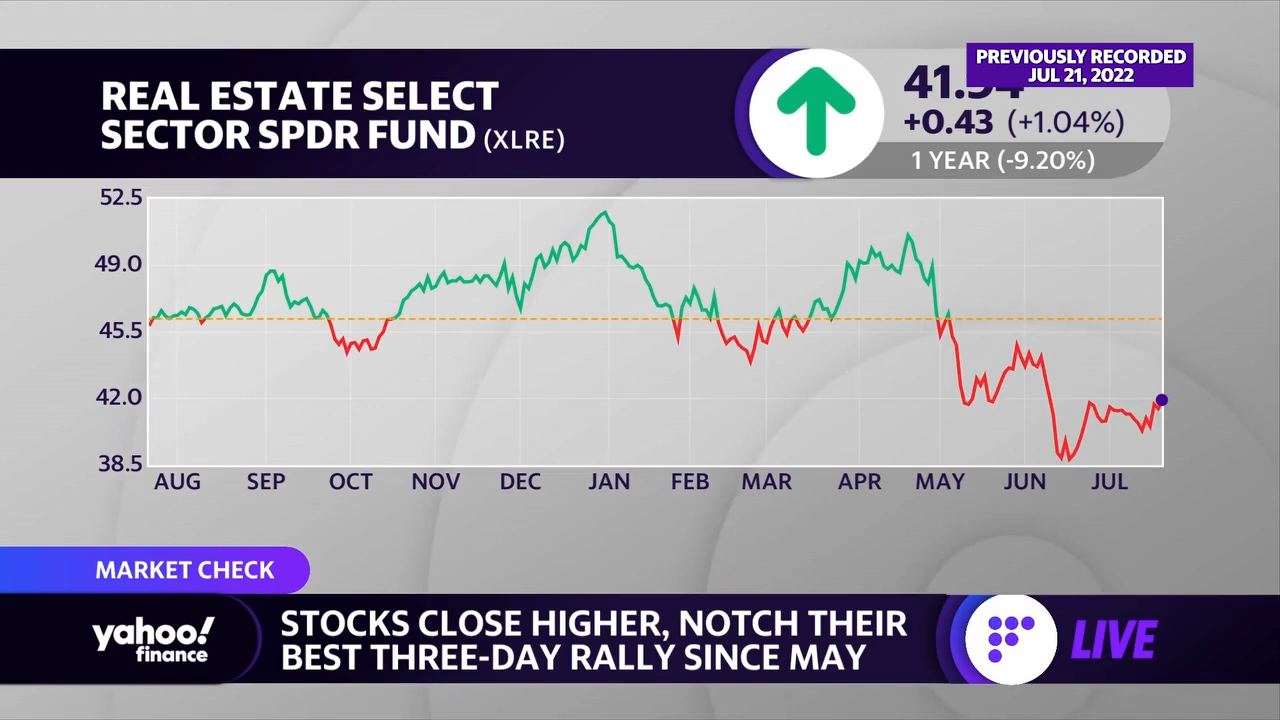 PREVIOUSLY RECORDED
JUL 21, 2022
REAL ESTATE SELECT
SECTOR SPDR FUND (XLRE)
+0.43 (+1.04%)
1 YEAR (-9.20%)
52.5
49.0
45.5
42.0
38.5
AUG SEP OCT NOV DEC JAN FEB MAR APR MAY JUN JUL
MARKET CHECK
yahoo!
finance
STOCKS CLOSE HIGHER, NOTCH THEIR
BEST THREE-DAY RALLY SINCE MAY
LIVE